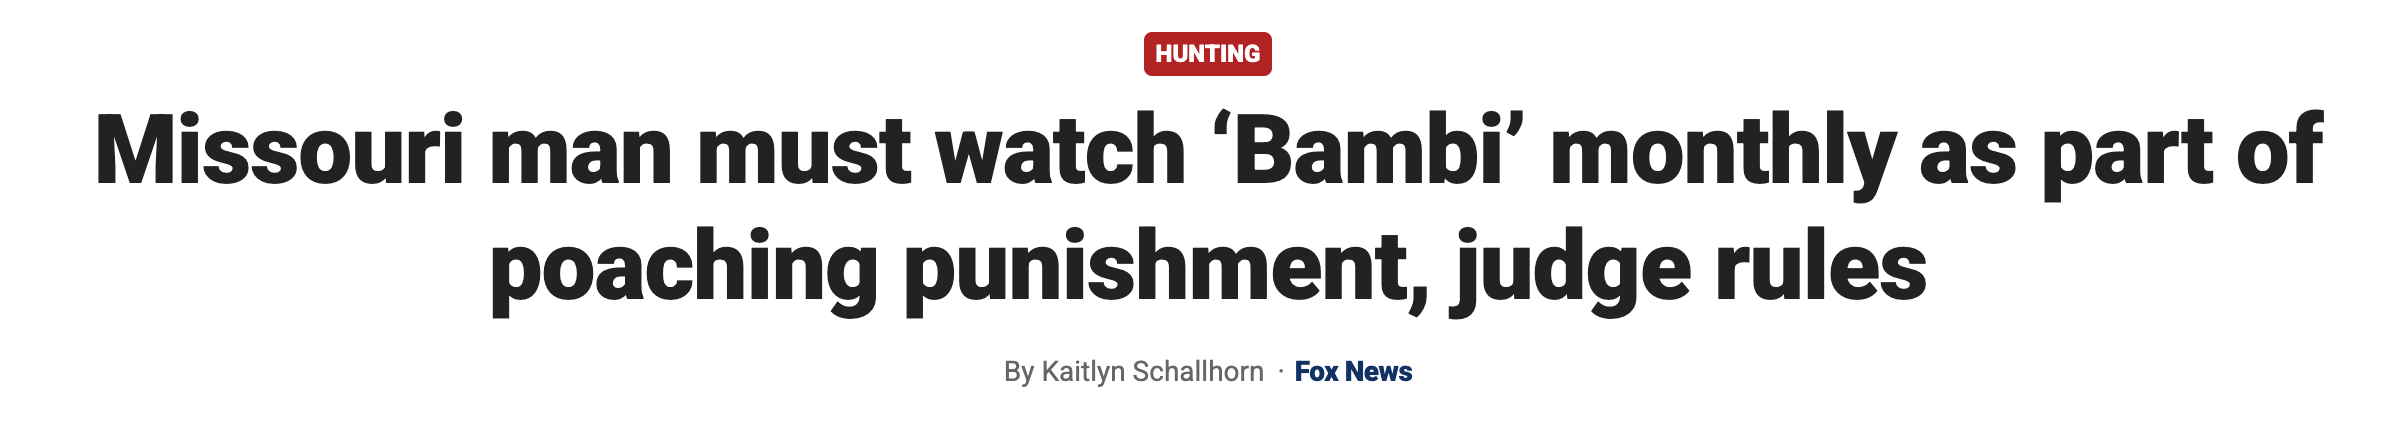 HUNTING
Missouri man must watch ‘Bambi’ monthly as part of
poaching punishment, judge rules
By Kaitlyn Schallhorn · Fox News